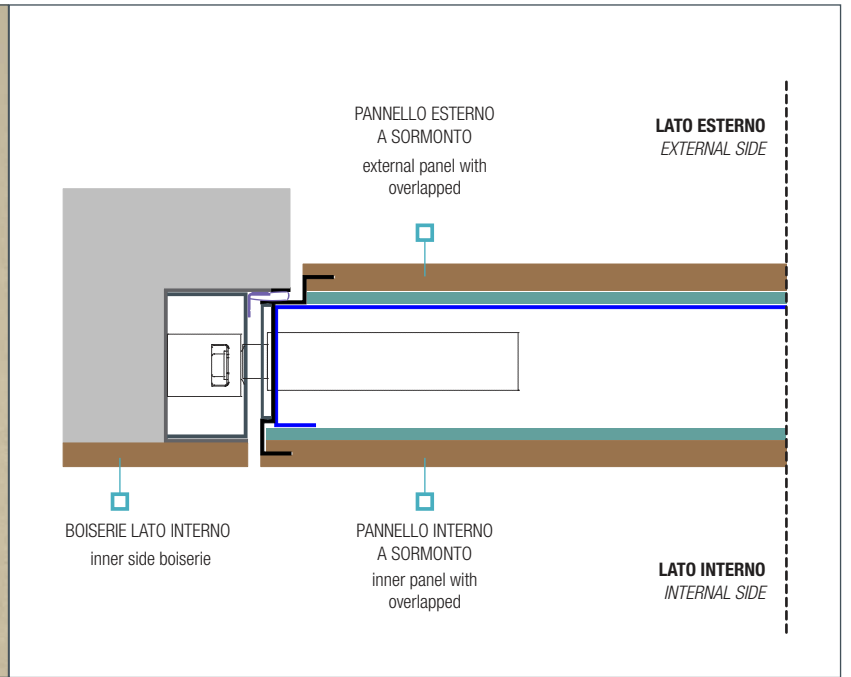 PANNELLO ESTERNO
A SORMONTO
external panel with
overlapped
LATO ESTERNO
EXTERNAL SIDE
BOISERIE LATO INTERNO
inner side boiserie
PANNELLO INTERNO
A SORMONTO
inner panel with
overlapped
LATO INTERNO
INTERNAL SIDE